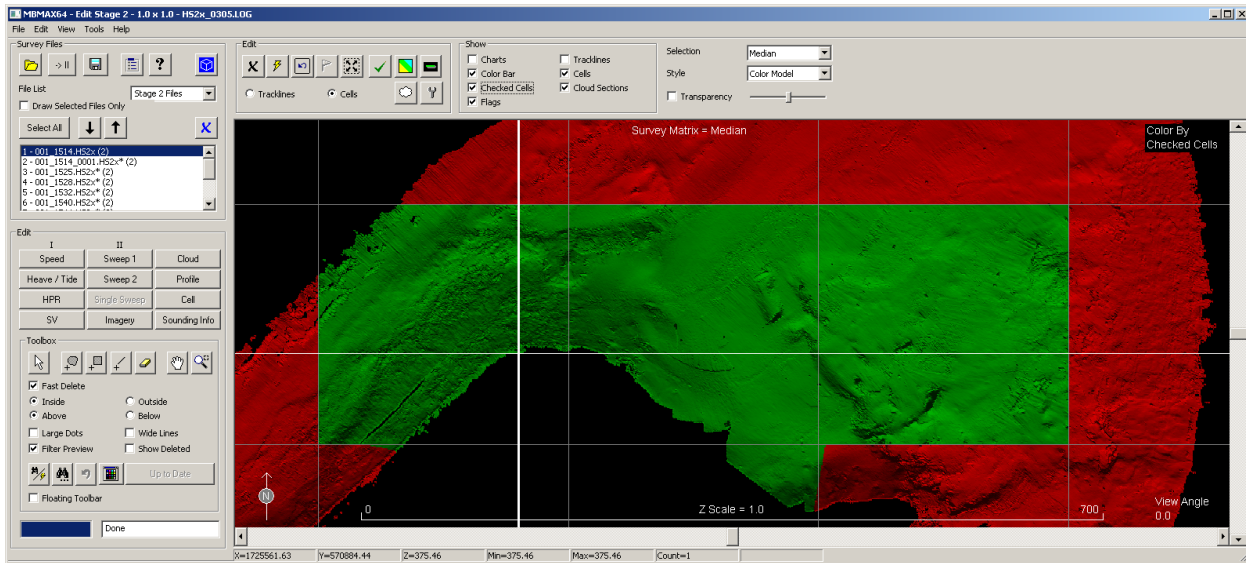 MBMAX64 - Edit Stage 2 - 1.0 x 1.0 - HS2x_0305.LOG
File Edit View Tools Help
Survey Files
File List
Stage 2 Files
Draw Selected Files Only
Select All
1 - 001_1514.HS2x (2)
2 - 001_1514_0001.HS2x* (2)
3 - 001_1525.HS2x* (2)
4 - 001_1528.HS2x* (2)
5 - 001_1532.HS2x* (2)
6 - 001_1540.HS2x* (2)
Edit
I II
Speed Sweep 1 Cloud
Heave / Tide Sweep 2 Profile
HPR Single Sweep Cell
SV Imagery Sounding Info
Toolbox
Fast Delete
Inside Outside
Above Below
Large Dots Wide Lines
Filter Preview Show Deleted
Up to Date
Floating Toolbar
Done
Edit
Tracklines Cells
Show
Charts Tracklines
Color Bar Cells
Checked Cells Cloud Sections
Flags
Selection Median
Style Color Model
Transparency
Survey Matrix = Median
Color By
Checked Cells
N
0 Z Scale = 1.0 700
View Angle
0.0
X=1725561.63 Y=570884.44 Z=375.46 Min=375.46 Max=375.46 Count=1